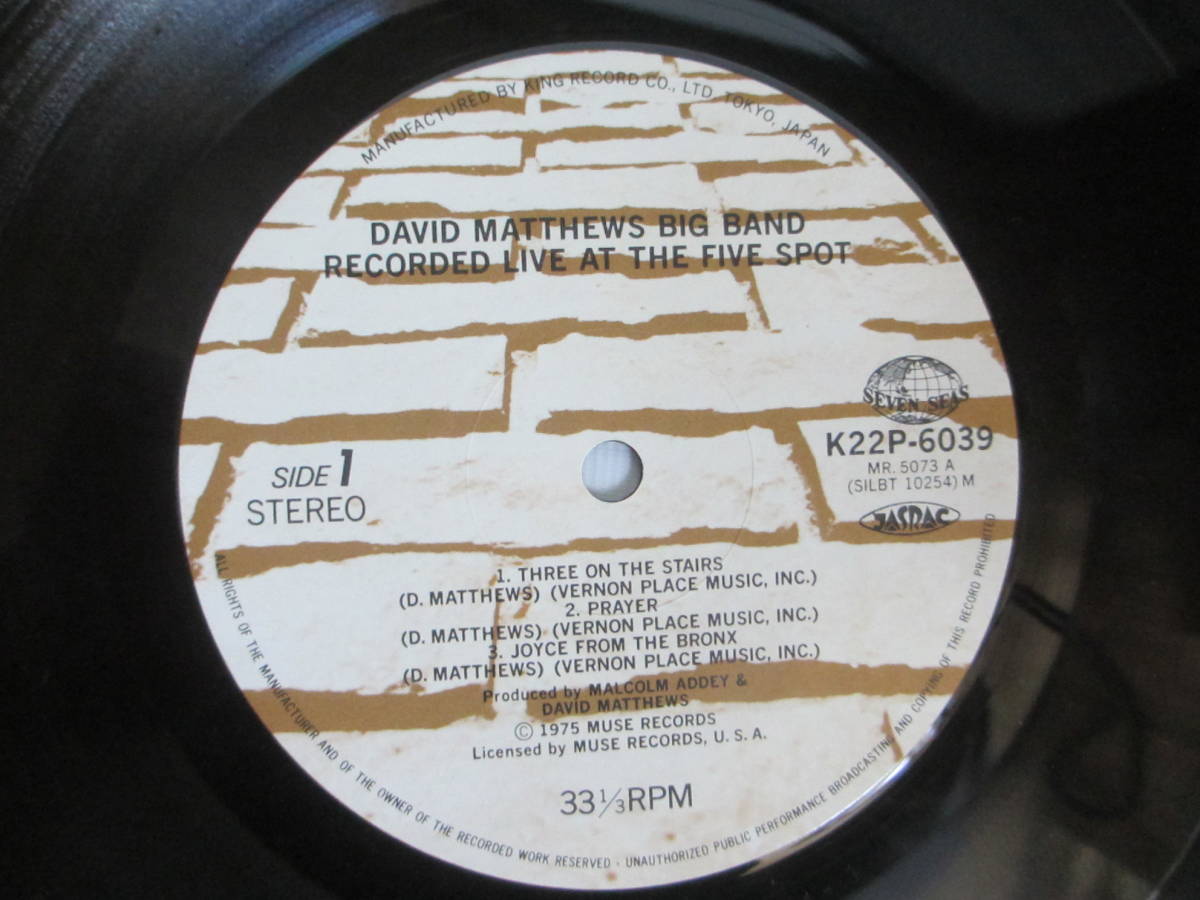 MANUFACTURED BY KING RECORD CO., LTD. TOKYO, JAPAN
DAVID MATTHEWS BIG BAND
RECORDED LIVE AT THE FIVE SPOT
SEVEN SEAS
K22P-6039
MR. 5073 A
(SILBT 10254) M
JASRAC
SIDE 1
STEREO
1. THREE ON THE STAIRS
(D. MATTHEWS) (VERNON PLACE MUSIC, INC.)
2. PRAYER
(D. MATTHEWS) (VERNON PLACE MUSIC, INC.)
3. JOYCE FROM THE BRONX
(D. MATTHEWS) (VERNON PLACE MUSIC, INC.)
Produced by MALCOLM ADDEY &
DAVID MATTHEWS
© 1975 MUSE RECORDS
Licensed by MUSE RECORDS, U. S. A.
33 1/3 RPM
ALL RIGHTS OF THE MANUFACTURER AND OF THE OWNER OF THE RECORDED WORK RESERVED · UNAUTHORIZED PUBLIC PERFORMANCE BROADCASTING AND COPYING OF THIS RECORD PROHIBITED